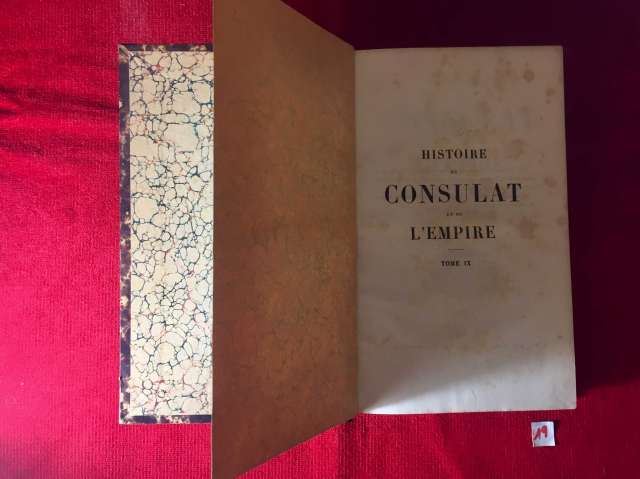 HISTOIRE
DU
CONSULAT
ET DE
L'EMPIRE
TOME IX
19